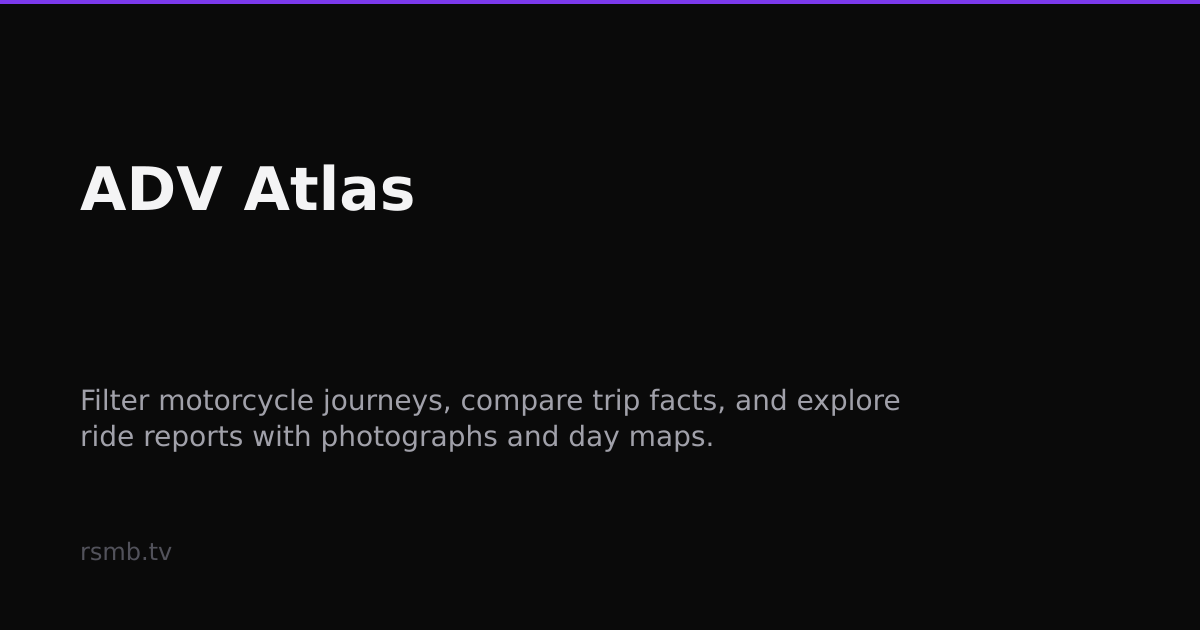 ADV Atlas
Filter motorcycle journeys, compare trip facts, and explore
ride reports with photographs and day maps.
rsmb.tv